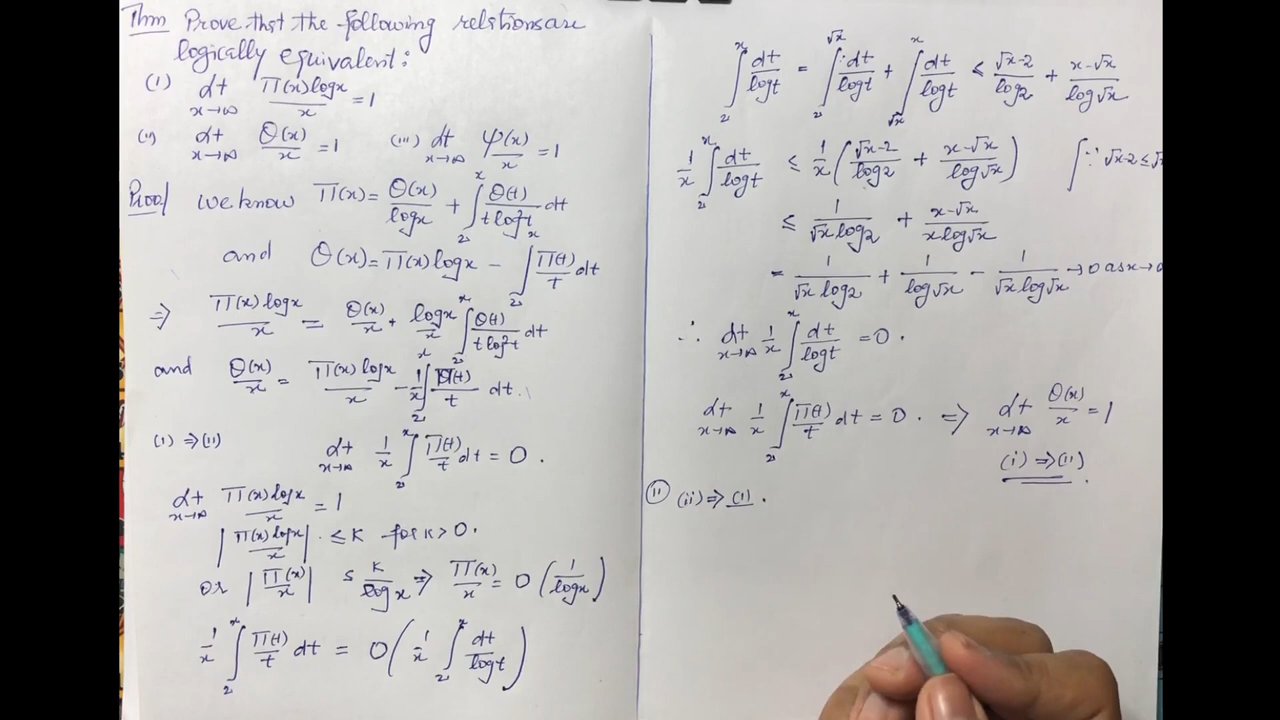 Thm Prove that the following relations are
logically equivalent:
(i) Lt x→∞ π(x) log x / x = 1
(ii) Lt x→∞ θ(x)/x = 1 (iii) Lt x→∞ ψ(x)/x = 1
Proof we know π(x) = θ(x)/log x + ∫₂ˣ θ(t)/(t log² t) dt
and θ(x) = π(x) log x − ∫₂ˣ π(t)/t dt
⇒ π(x) log x / x = θ(x)/x + log x / x ∫₂ˣ θ(t)/(t log² t) dt
and θ(x)/x = π(x) log x / x − 1/x ∫₂ˣ π(t)/t dt.
(i) ⇒ (ii) Lt x→∞ 1/x ∫₂ˣ π(t)/t dt = 0.
Lt x→∞ π(x) log x / x = 1
|π(x) log x / x| ≤ K for K > 0.
or |π(x)/x| ≤ K/log x ⇒ π(x)/x = O(1/log x)
1/x ∫₂ˣ π(t)/t dt = O(1/x ∫₂ˣ dt/log t)
∫₂ˣ dt/log t = ∫₂^√x dt/log t + ∫_√x^x dt/log t ≤ (√x-2)/log 2 + (x-√x)/log √x
1/x ∫₂ˣ dt/log t ≤ 1/x ((√x-2)/log 2 + (x-√x)/log √x) [∵ √x-2 ≤ √x
≤ 1/(√x log 2) + (x-√x)/(x log √x)
= 1/(√x log 2) + 1/log √x − 1/(√x log √x) → 0 as x →
∴ Lt x→∞ 1/x ∫₂ˣ dt/log t = 0.
Lt x→∞ 1/x ∫₂ˣ π(t)/t dt = 0. ⇒ Lt x→∞ θ(x)/x = 1
(i) ⇒ (ii).
(ii) (ii) ⇒ (i).